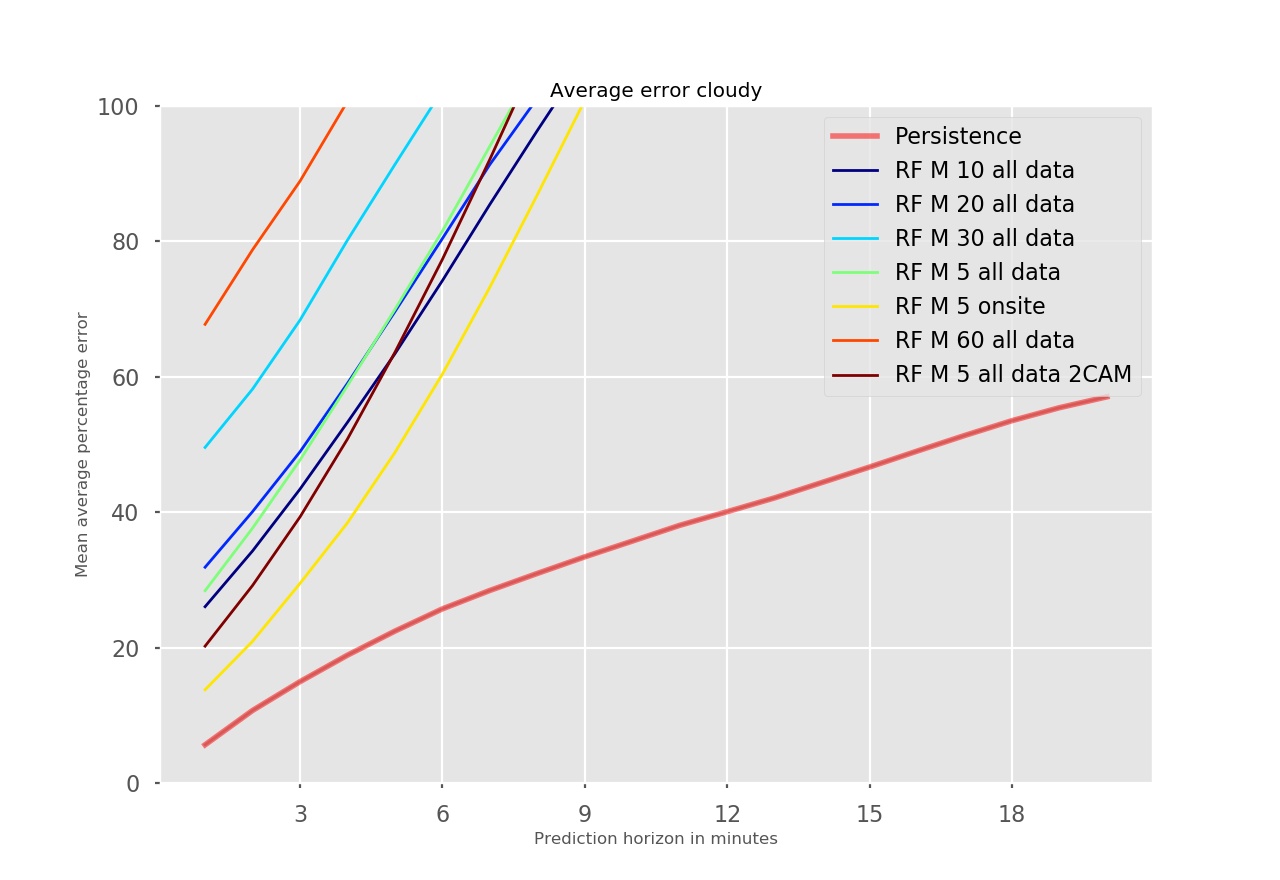 Average error cloudy
100
80
60
40
20
0
Mean average percentage error
Persistence
RF M 10 all data
RF M 20 all data
RF M 30 all data
RF M 5 all data
RF M 5 onsite
RF M 60 all data
RF M 5 all data 2CAM
3 6 9 12 15 18
Prediction horizon in minutes